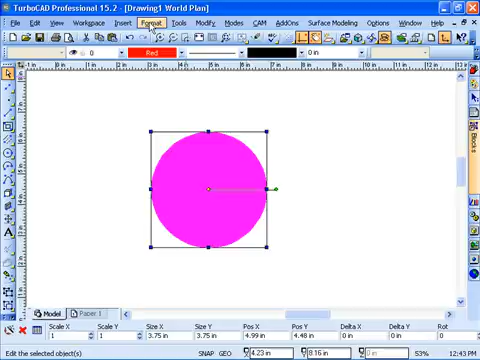 TurboCAD Professional 15.2 - [Drawing1 World Plan]
File Edit View Workspace Insert Format Tools Modify Modes CAM AddOns Surface Modeling Options Window Help
0 Red 0 in
Blocks
Model Paper 1
Scale X Scale Y Size X Size Y Pos X Pos Y Delta X Delta Y Rot
1 1 3.75 in 3.75 in 4.99 in 4.48 in 0 in 0 in 0
Edit the selected object(s) SNAP GEO 4.23 in 8.16 in 0 in 53% 12:43 PM